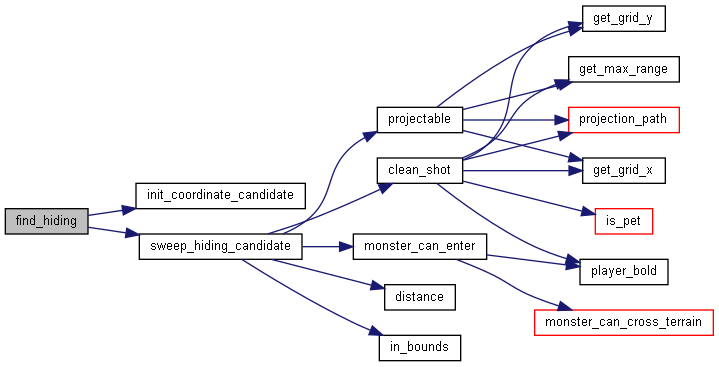 find_hiding
init_coordinate_candidate
sweep_hiding_candidate
projectable
clean_shot
monster_can_enter
distance
in_bounds
get_grid_y
get_max_range
projection_path
get_grid_x
is_pet
player_bold
monster_can_cross_terrain